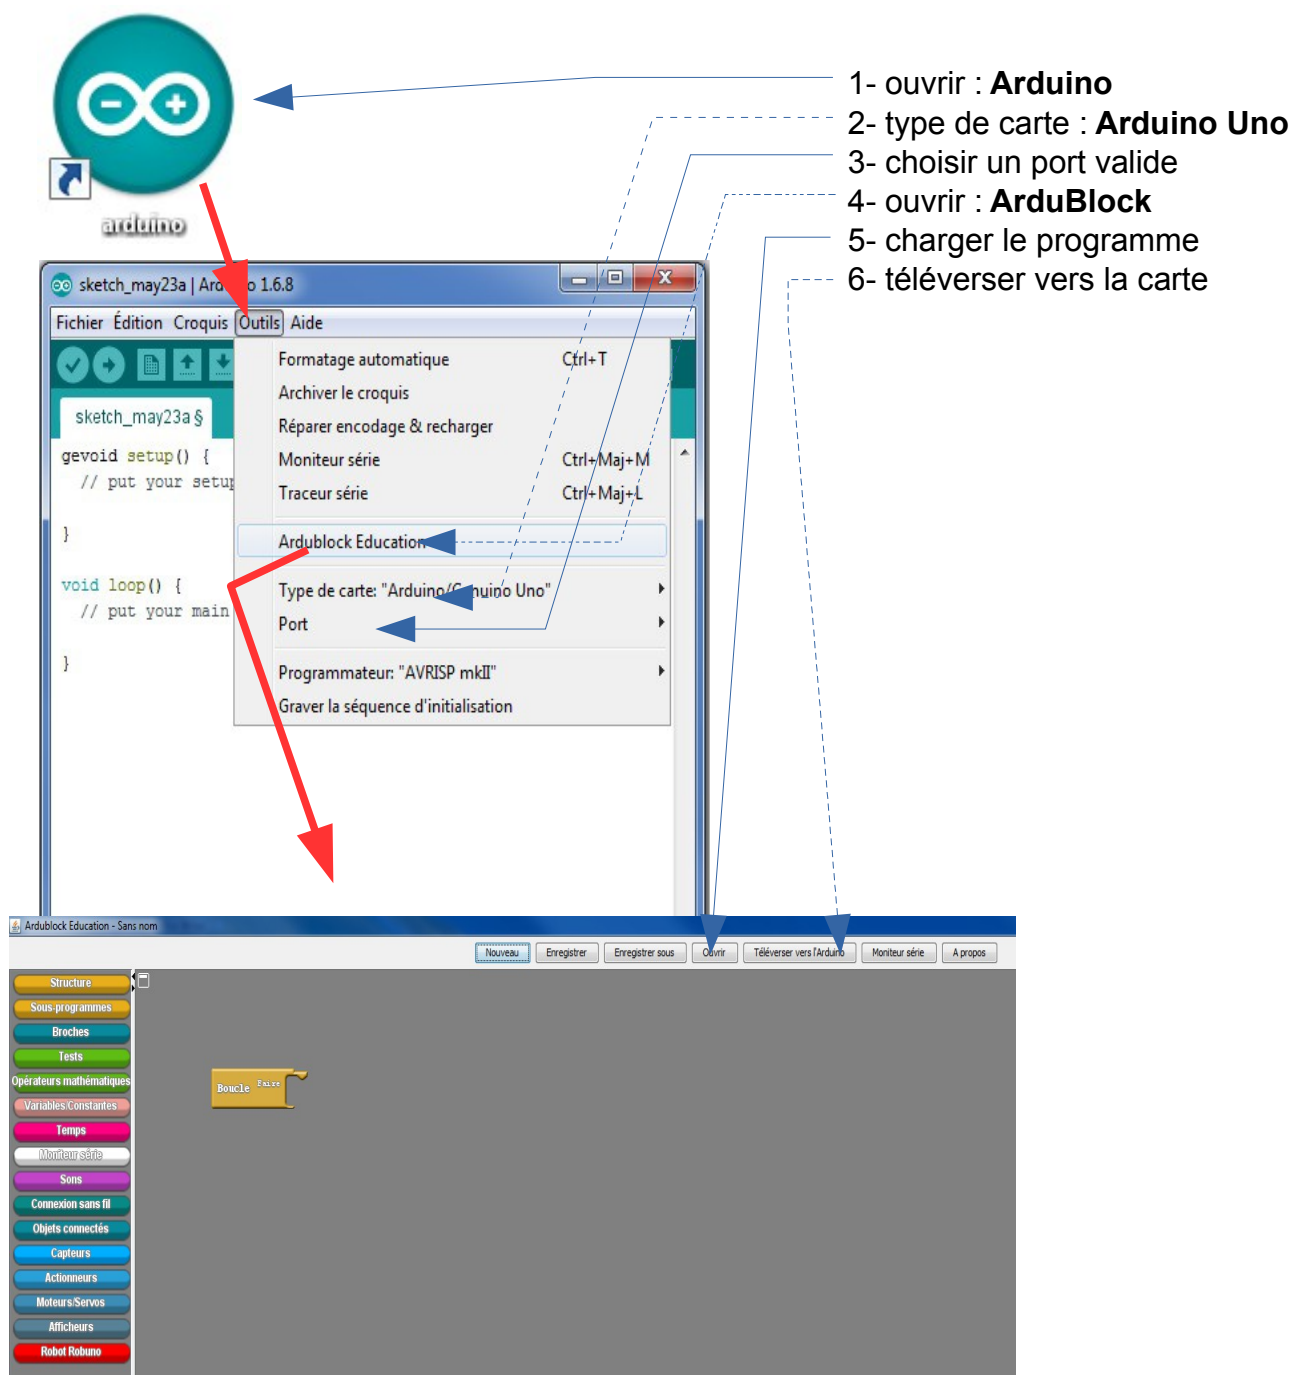 1- ouvrir : Arduino
2- type de carte : Arduino Uno
3- choisir un port valide
4- ouvrir : ArduBlock
5- charger le programme
6- téléverser vers la carte
arduino
sketch_may23a | Ard o 1.6.8
Fichier Édition Croquis Outils Aide
Formatage automatique Ctrl+T
Archiver le croquis
sketch_may23a §
Réparer encodage & recharger
gevoid setup() {
Moniteur série Ctrl+Maj+M
// put your setup
Traceur série Ctrl+Maj+L
}
Ardublock Education
void loop() {
Type de carte: "Arduino/Genuino Uno"
// put your main
Port
}
Programmateur: "AVRISP mkII"
Graver la séquence d'initialisation
Ardublock Education - Sans nom
Nouveau Enregistrer Enregistrer sous Ouvrir Téléverser vers l'Arduino Moniteur série A propos
Structure
Sous-programmes
Broches
Tests
Opérateurs mathématiques
Boucle Faire
Variables/Constantes
Temps
Moniteur série
Sons
Connexion sans fil
Objets connectés
Capteurs
Actionneurs
Moteurs/Servos
Afficheurs
Robot Robuno